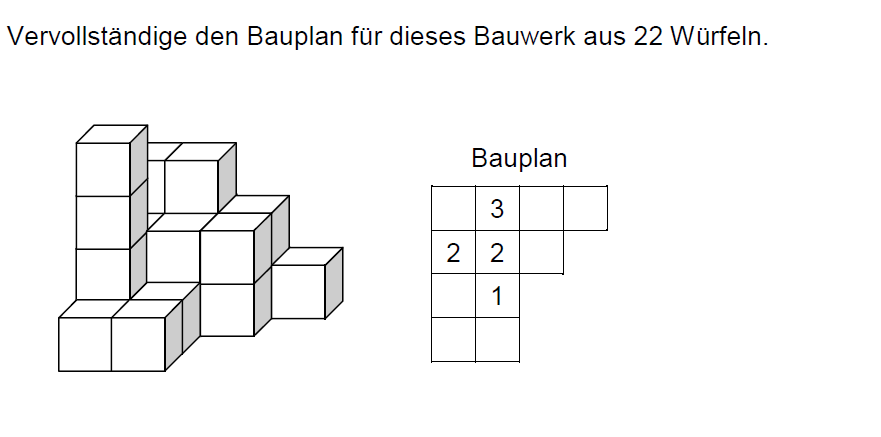 Vervollständige den Bauplan für dieses Bauwerk aus 22 Würfeln.
Bauplan
3
2 2
1